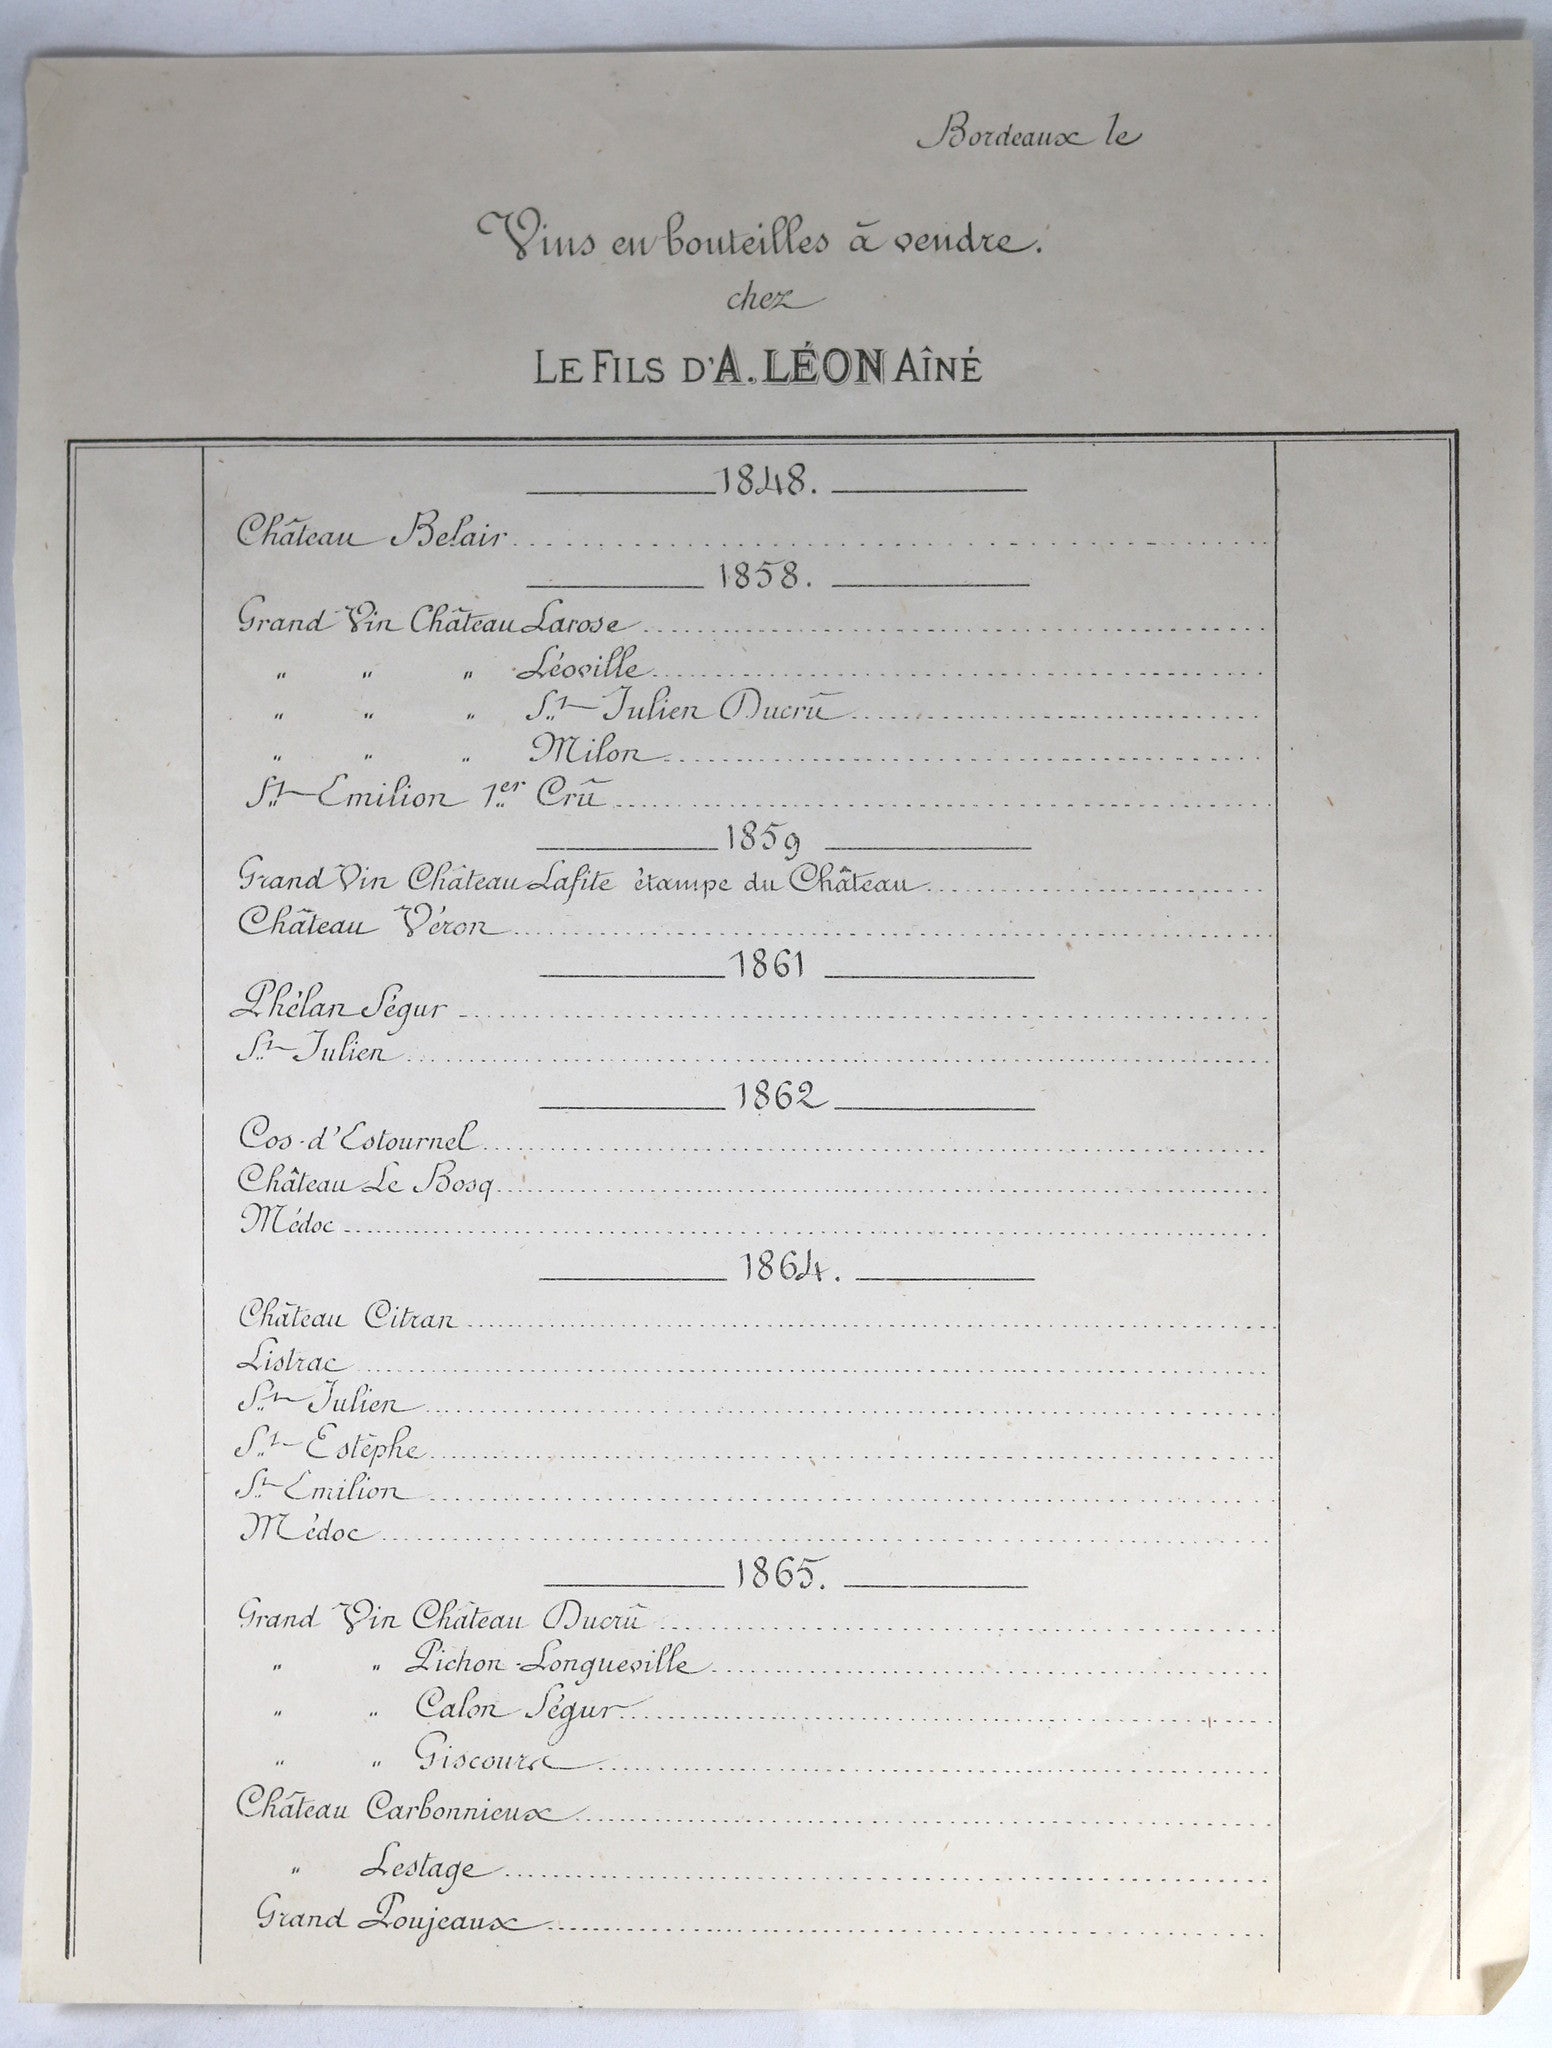 Bordeaux le
Vins en bouteilles à vendre.
chez
LE FILS D'A. LÉON AÎNÉ
1848.
Château Belair
1858.
Grand Vin Château Larose
" " " Léoville
" " " St Julien Ducrû
" " " Milon
St Emilion 1er Crû
1859
Grand Vin Château Lafite étampe du Château
Château Véron
1861
Phélan Ségur
St Julien
1862
Cos-d'Estournel
Château Le Bosq
Médoc
1864.
Château Citran
Listrac
St Julien
St Estèphe
St Emilion
Médoc
1865.
Grand Vin Château Ducrû
" " Pichon-Longueville
" " Calon Ségur
" " Giscours
Château Carbonnieux
" Lestage
Grand Poujeaux